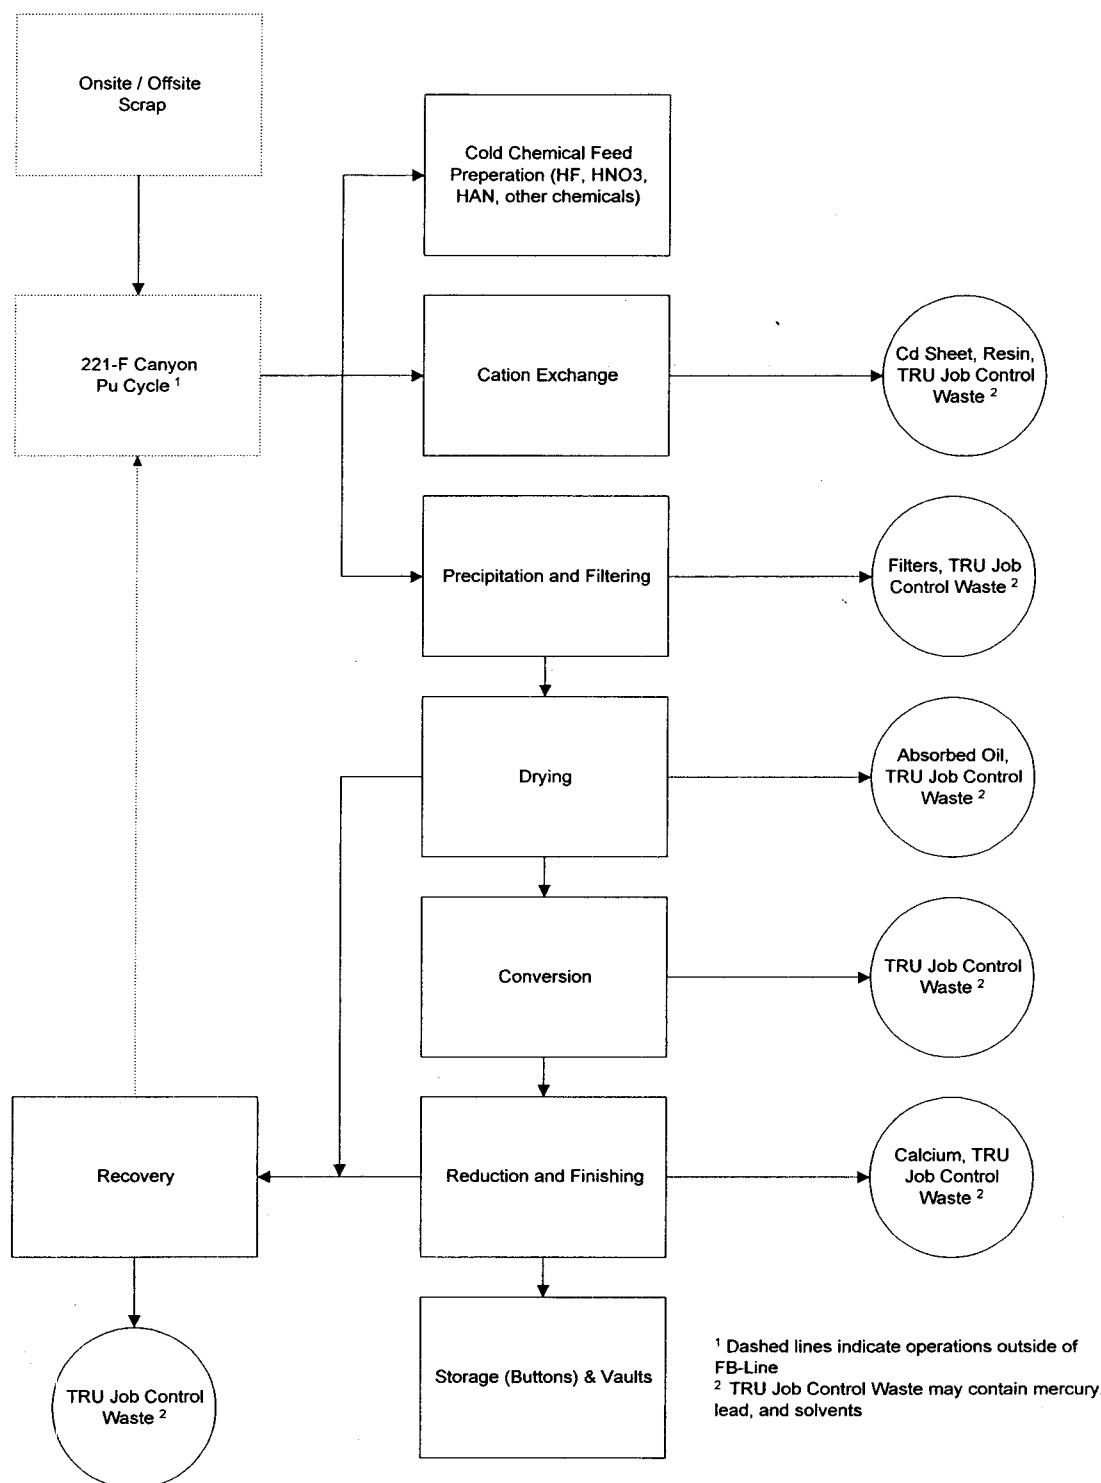 Onsite / Offsite
Scrap
Cold Chemical Feed
Preperation (HF, HNO3,
HAN, other chemicals)
221-F Canyon
Pu Cycle ¹
Cation Exchange
Cd Sheet, Resin,
TRU Job Control
Waste ²
Precipitation and Filtering
Filters, TRU Job
Control Waste ²
Drying
Absorbed Oil,
TRU Job Control
Waste ²
Conversion
TRU Job Control
Waste ²
Recovery
Reduction and Finishing
Calcium, TRU
Job Control
Waste ²
Storage (Buttons) & Vaults
TRU Job Control
Waste ²
¹ Dashed lines indicate operations outside of
FB-Line
² TRU Job Control Waste may contain mercury
lead, and solvents